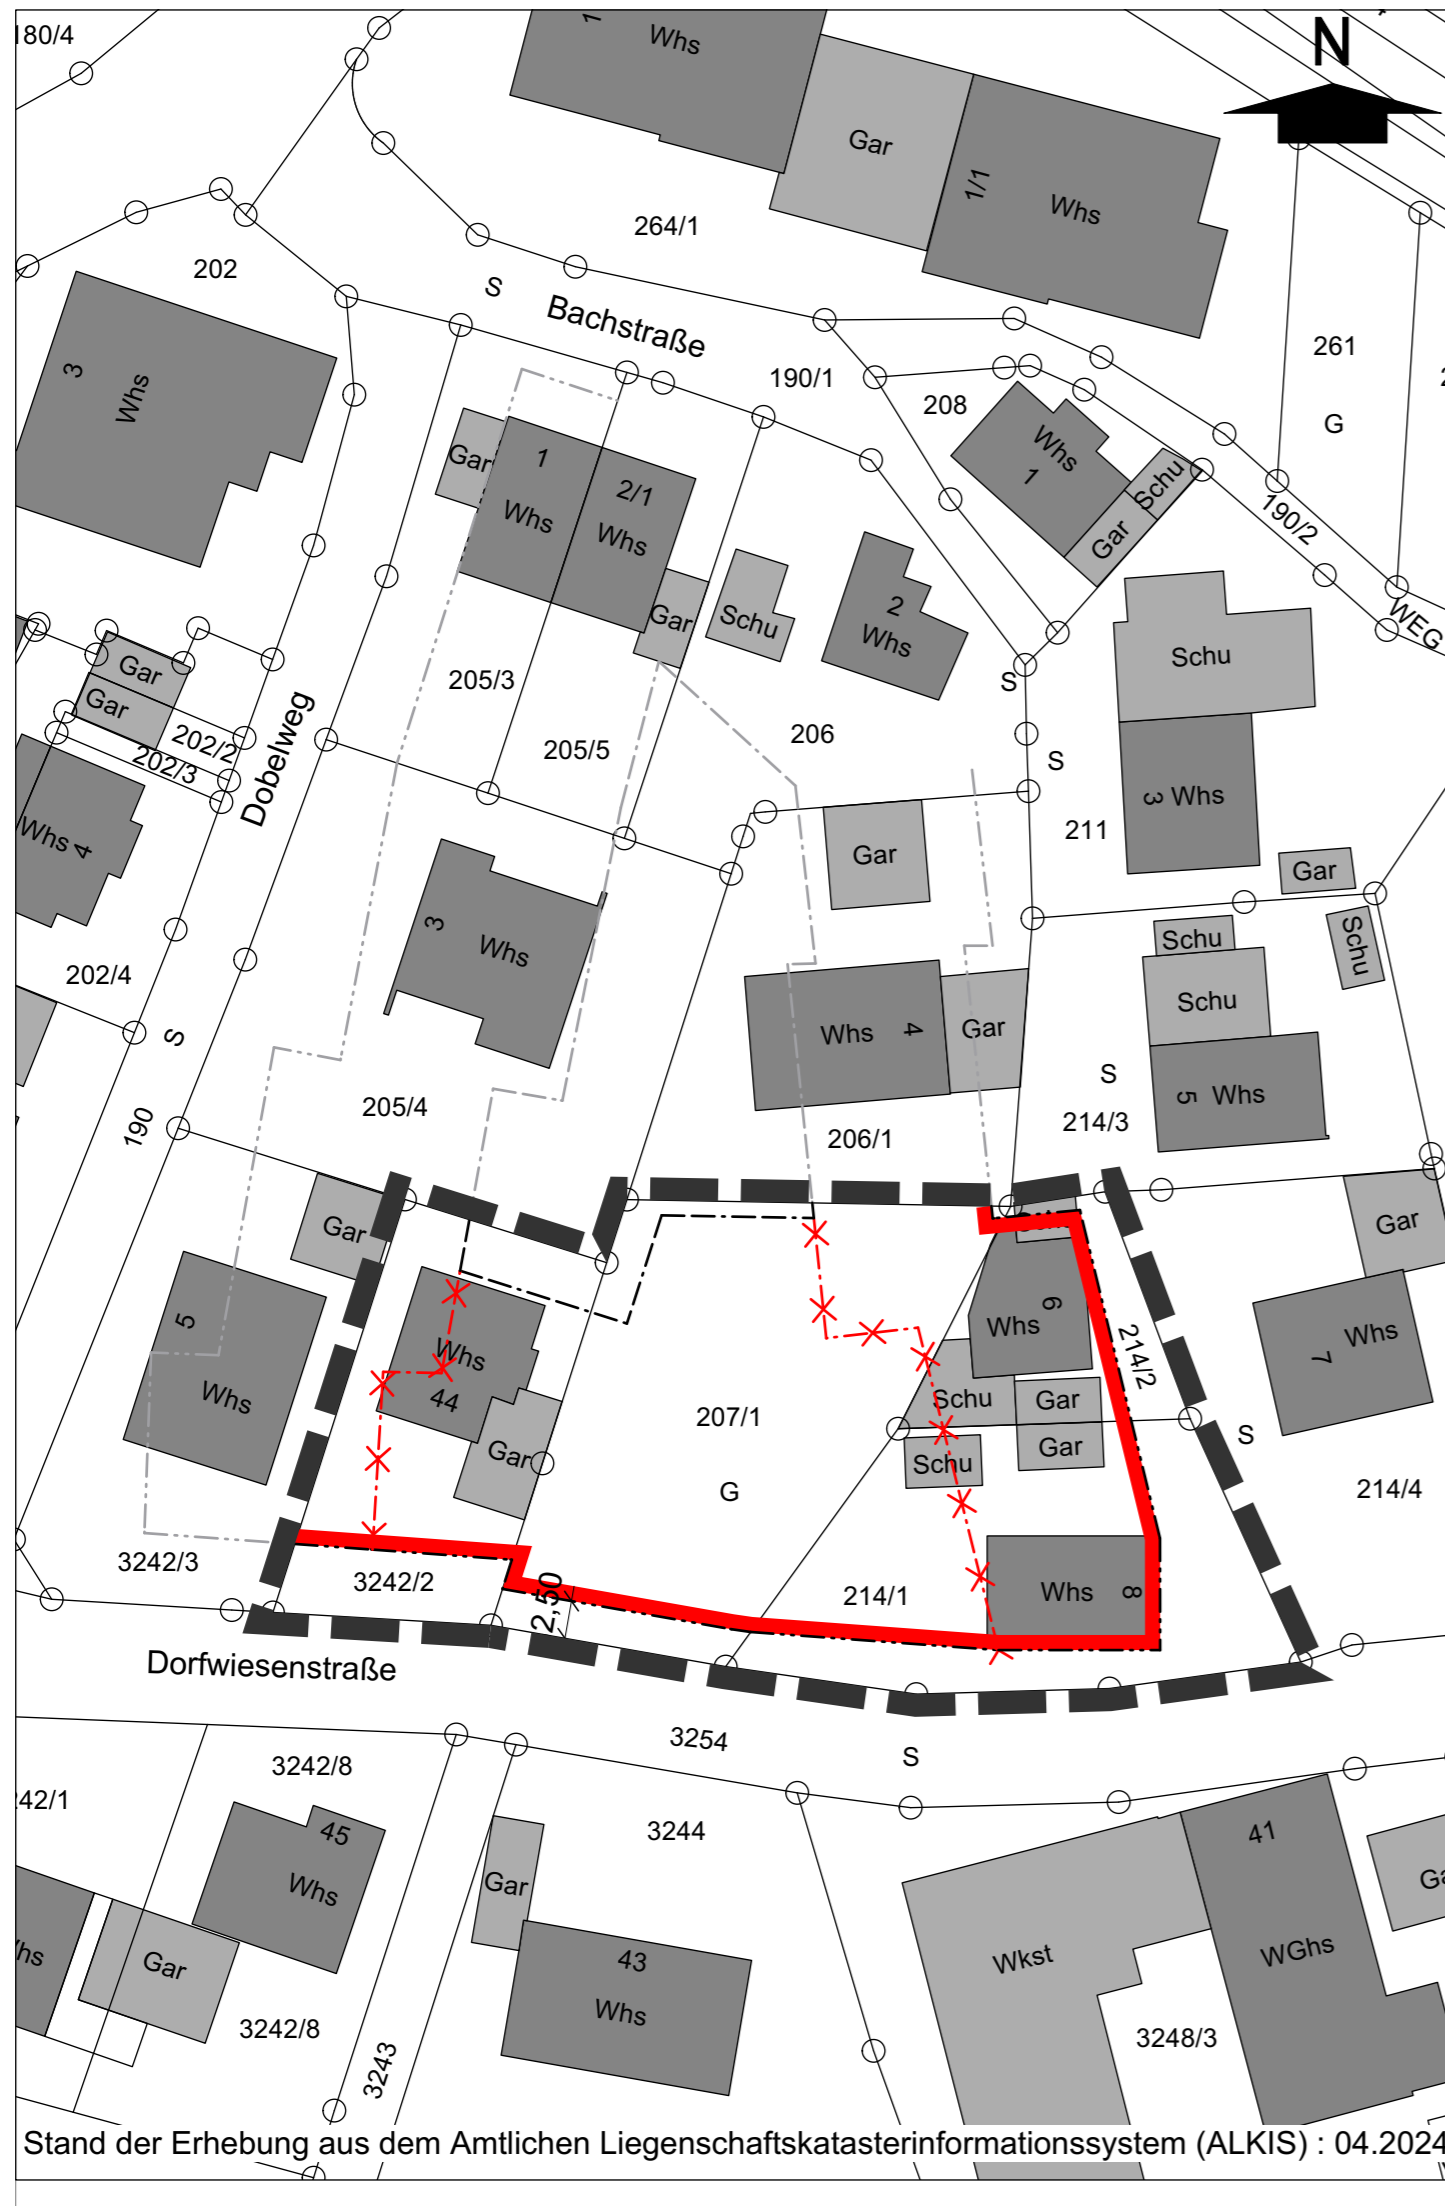 180/4
1
Whs
N
Gar
1/1
Whs
264/1
202
S
Bachstraße
190/1
261
G
208
3
Whs
Gar
1
Whs
2/1
Whs
Whs
1
Schu
Gar
190/2
WEG
Gar
Schu
2
Whs
Schu
Gar
Gar
202/2
202/3
Dobelweg
205/3
205/5
206
S
S
3
Whs
Whs
4
211
Gar
Gar
3
Whs
Schu
Schu
Schu
202/4
S
Whs
4
Gar
S
5
Whs
190
205/4
206/1
214/3
Gar
Gar
5
Whs
Whs
44
Gar
207/1
G
Whs
6
214/2
7
Whs
Schu
Gar
Gar
Schu
S
214/4
3242/3
3242/2
2,50
214/1
Whs
8
Dorfwiesenstraße
3254
S
3242/8
42/1
45
Whs
3244
41
Gar
Wkst
WGhs
Gar
43
Whs
3242/8
3243
3248/3
Stand der Erhebung aus dem Amtlichen Liegenschaftskatasterinformationssystem (ALKIS) : 04.2024